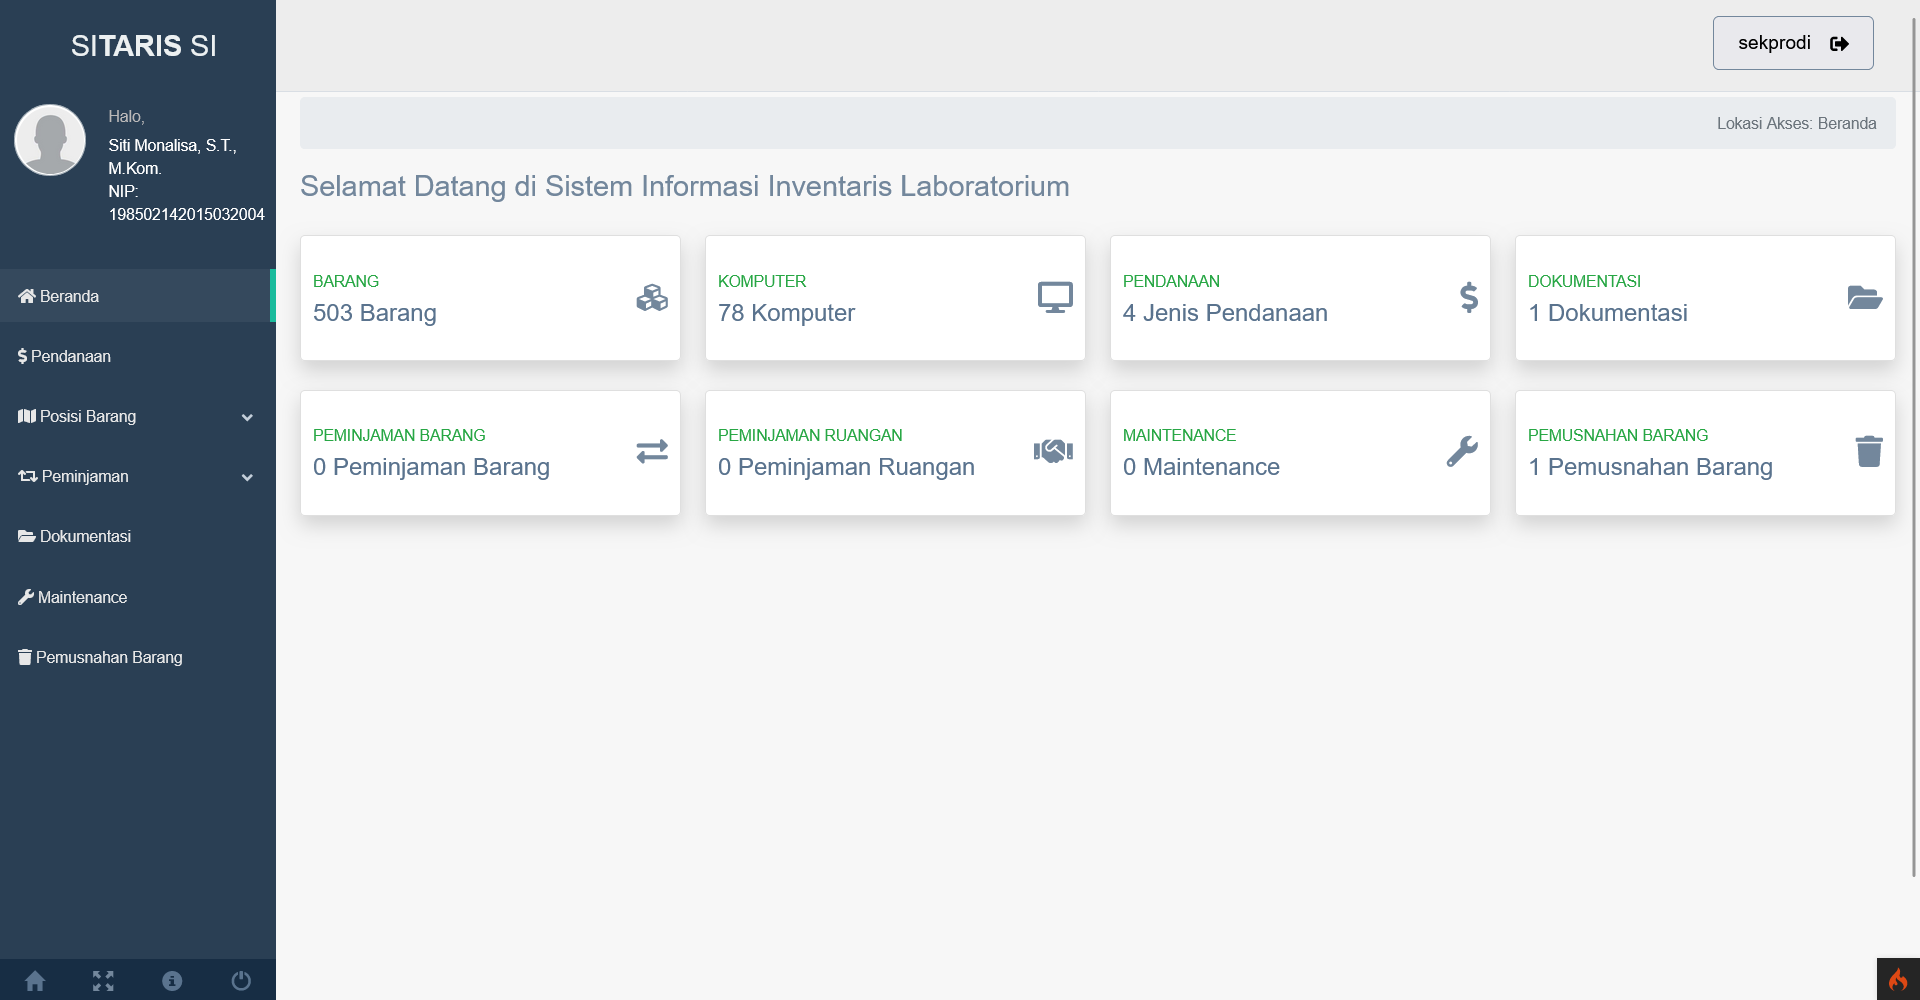 SITARIS SI
Halo,
Siti Monalisa, S.T.,
M.Kom.
NIP:
198502142015032004
Beranda
Pendanaan
Posisi Barang
Peminjaman
Dokumentasi
Maintenance
Pemusnahan Barang
sekprodi
Lokasi Akses: Beranda
Selamat Datang di Sistem Informasi Inventaris Laboratorium
BARANG
503 Barang
KOMPUTER
78 Komputer
PENDANAAN
4 Jenis Pendanaan
DOKUMENTASI
1 Dokumentasi
PEMINJAMAN BARANG
0 Peminjaman Barang
PEMINJAMAN RUANGAN
0 Peminjaman Ruangan
MAINTENANCE
0 Maintenance
PEMUSNAHAN BARANG
1 Pemusnahan Barang